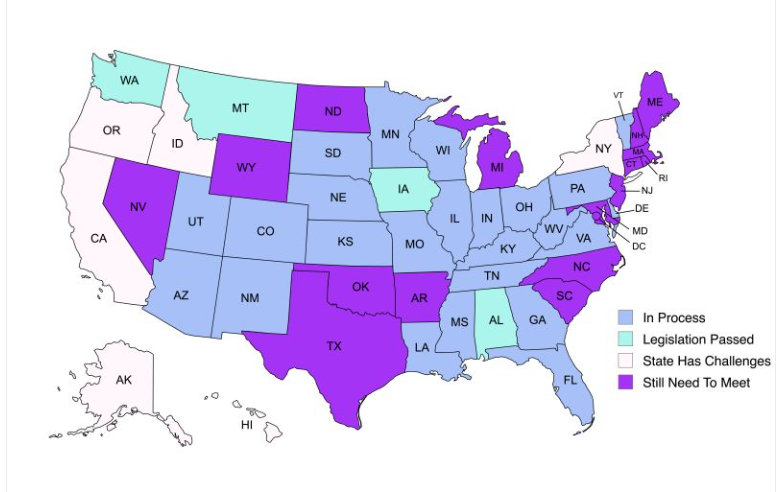 WA
MT
ND
OR
ID
WY
SD
MN
WI
MI
VT
ME
NH
NY
MA
CT
RI
NJ
DE
MD
DC
NV
UT
CO
NE
IA
IL
IN
OH
PA
CA
KS
MO
KY
WV
VA
AZ
NM
OK
AR
TN
NC
SC
TX
LA
MS
AL
GA
FL
AK
HI
In Process
Legislation Passed
State Has Challenges
Still Need To Meet